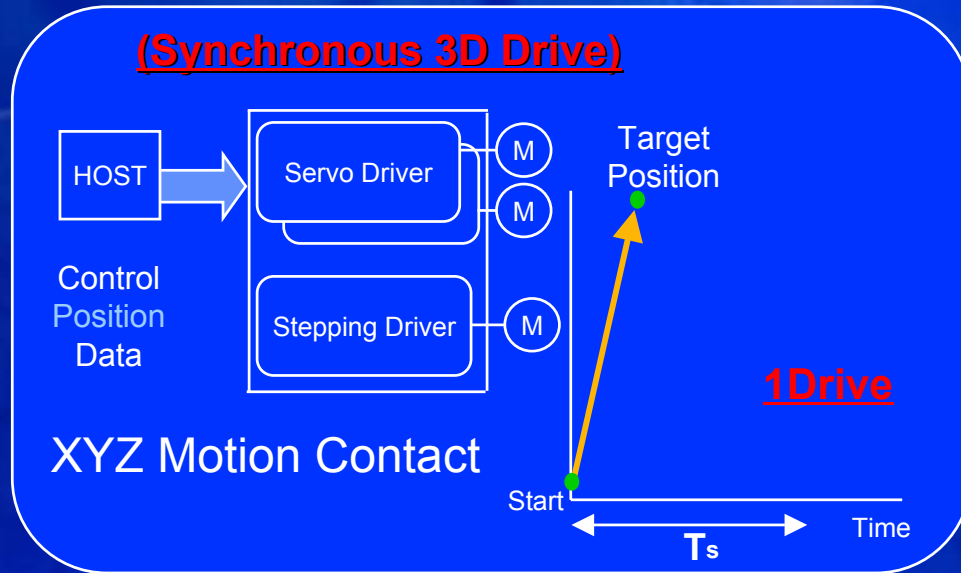 (Synchronous 3D Drive)
HOST
Servo Driver
M
M
Stepping Driver
M
Control
Position
Data
XYZ Motion Contact
Target
Position
1Drive
Start
Time
Ts